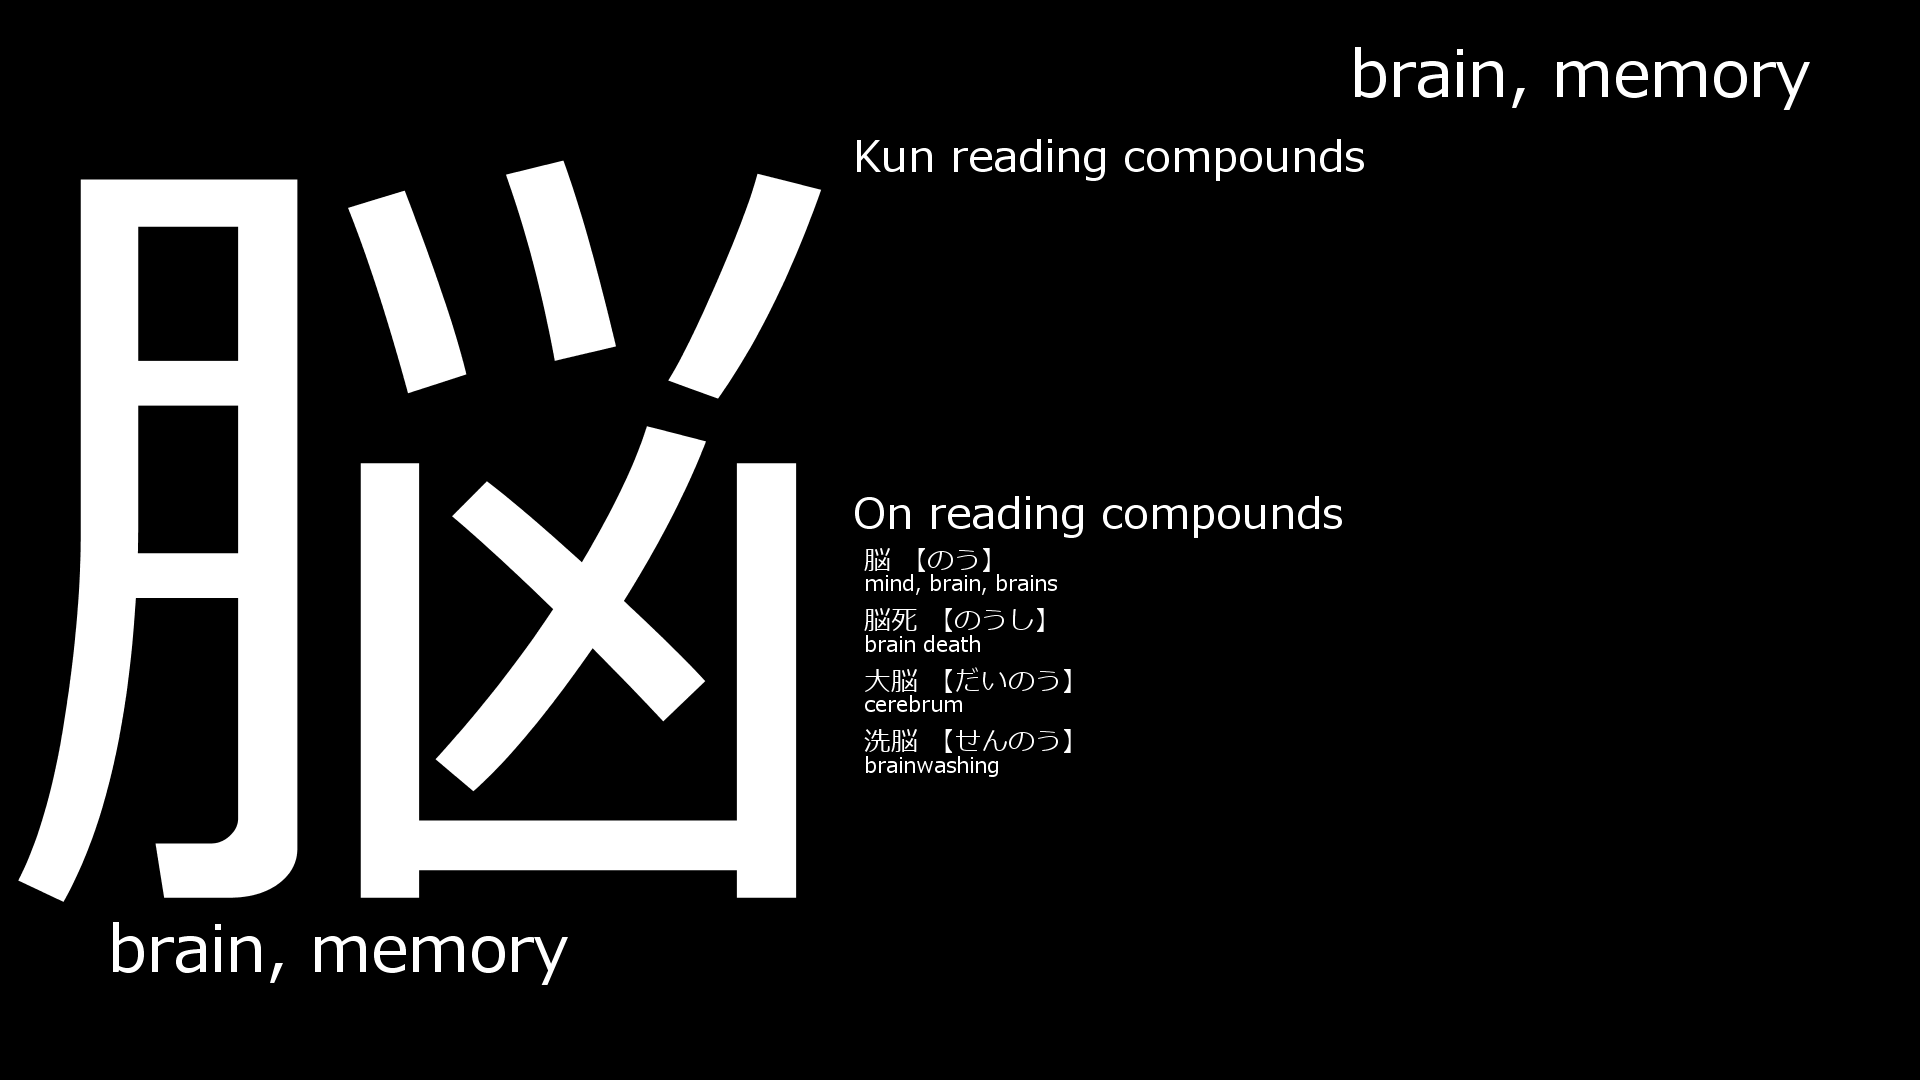 brain, memory
脳
brain, memory
Kun reading compounds
On reading compounds
脳 【のう】
mind, brain, brains
脳死 【のうし】
brain death
大脳 【だいのう】
cerebrum
洗脳 【せんのう】
brainwashing